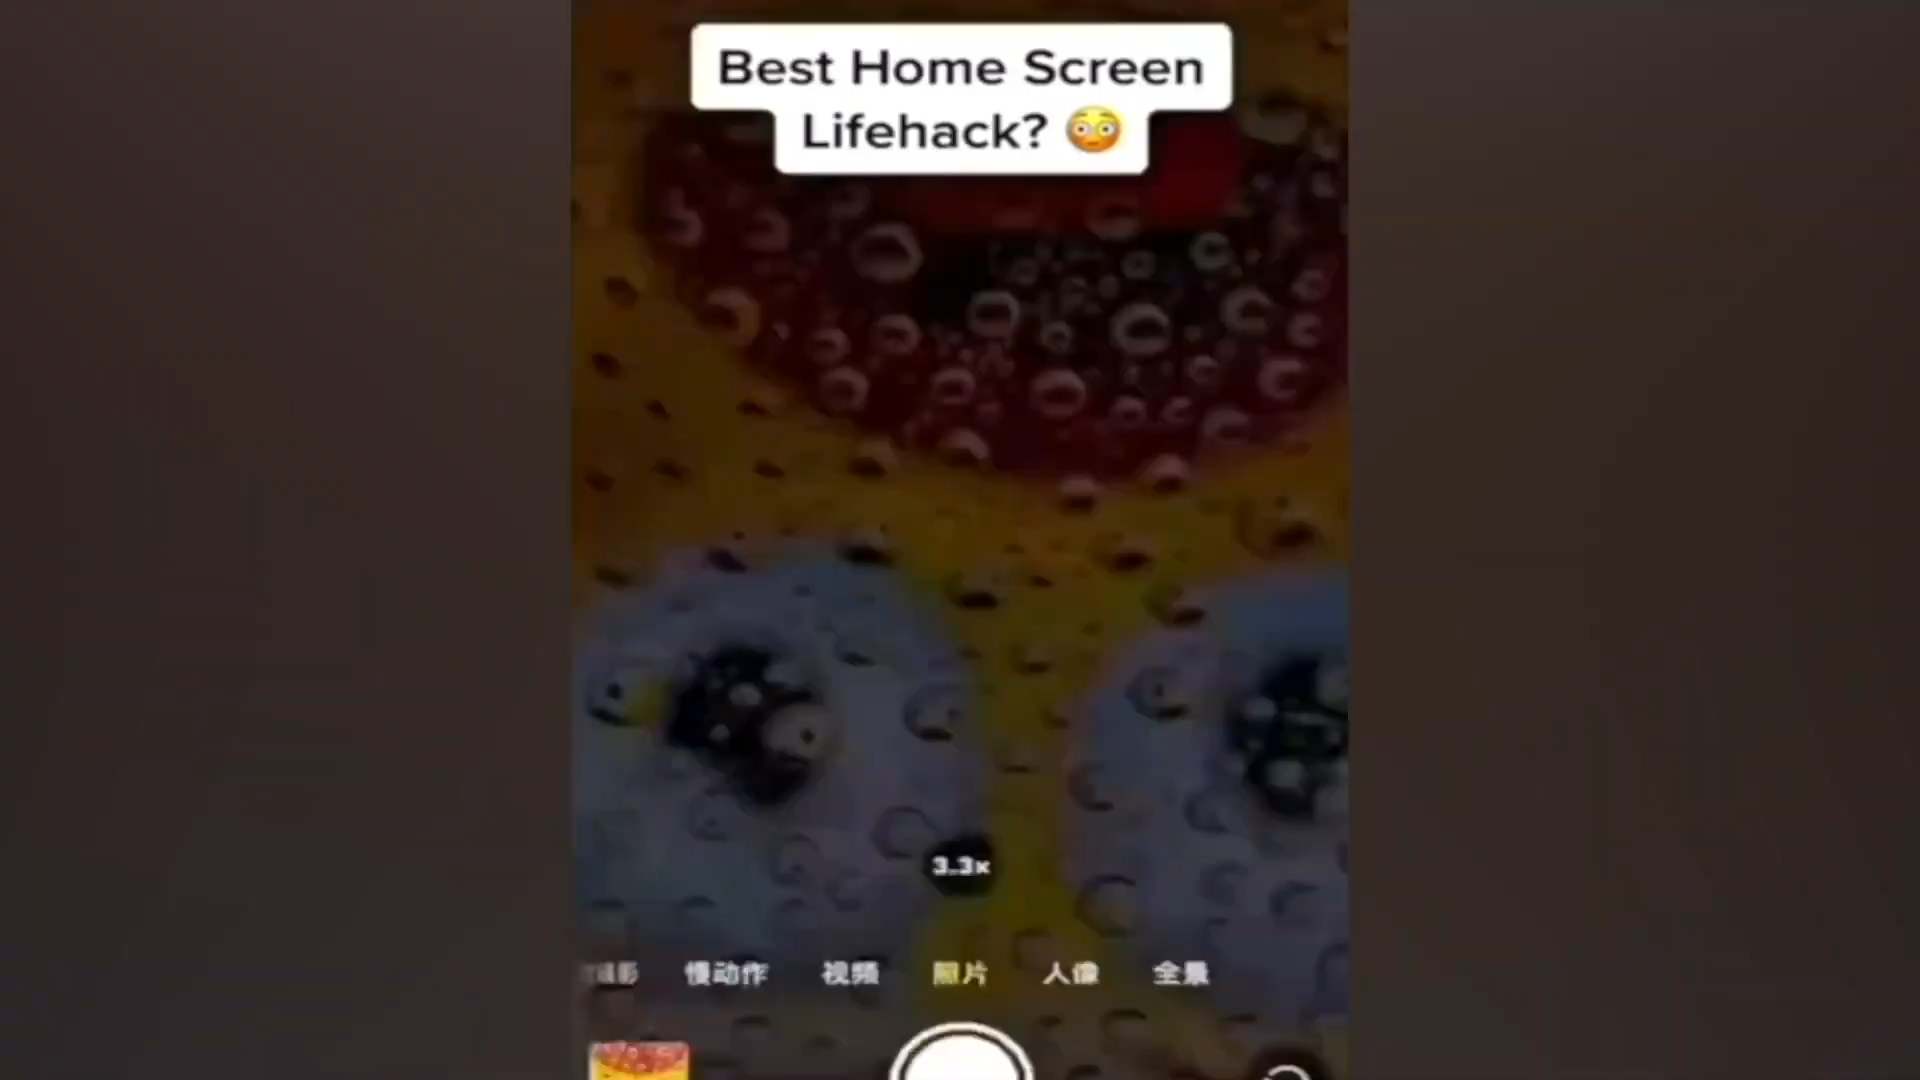 Best Home Screen
Lifehack? 😳
3.3x
慢动作 视频 照片 人像 全景